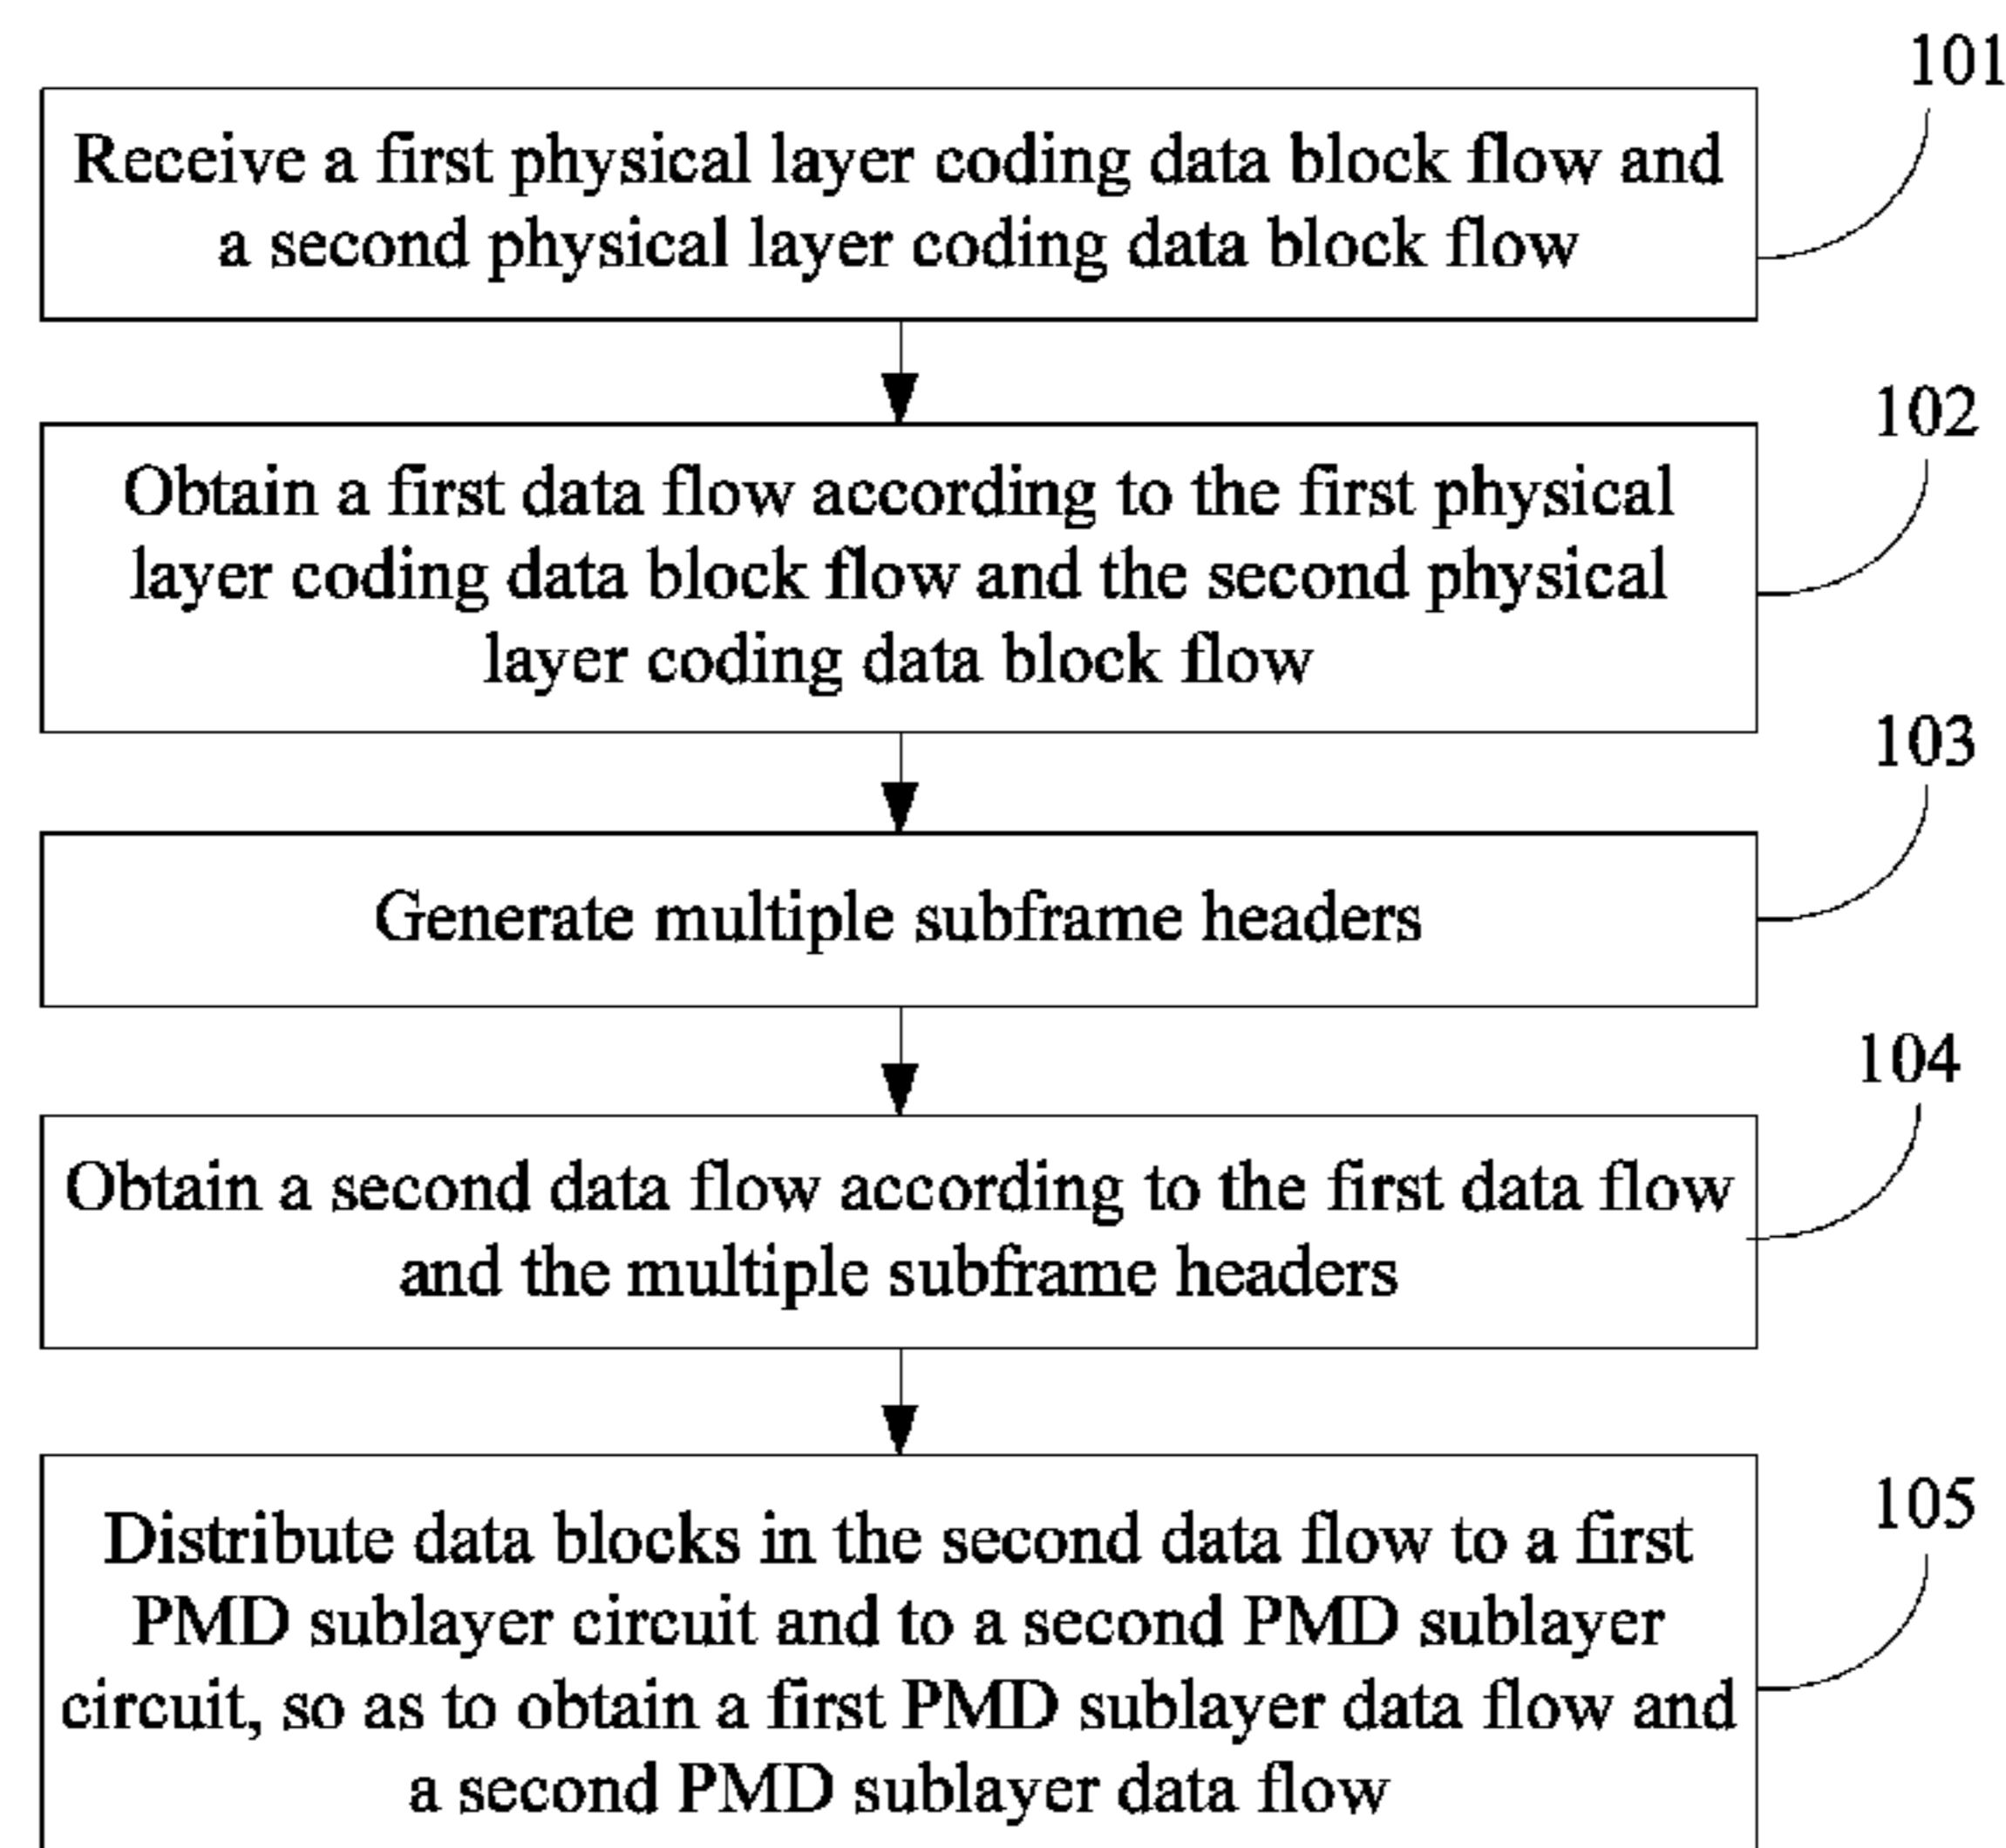 101
Receive a first physical layer coding data block flow and
a second physical layer coding data block flow
102
Obtain a first data flow according to the first physical
layer coding data block flow and the second physical
layer coding data block flow
103
Generate multiple subframe headers
104
Obtain a second data flow according to the first data flow
and the multiple subframe headers
105
Distribute data blocks in the second data flow to a first
PMD sublayer circuit and to a second PMD sublayer
circuit, so as to obtain a first PMD sublayer data flow and
a second PMD sublayer data flow